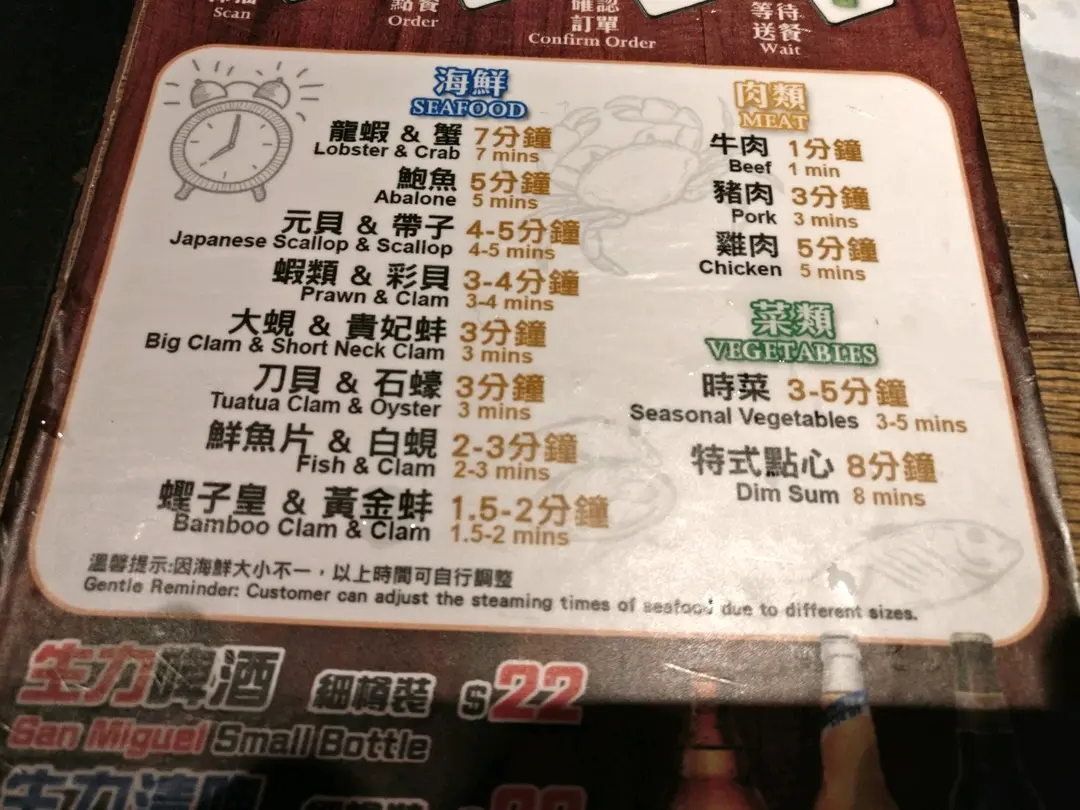 Scan
點餐
Order
確認
訂單
Confirm Order
等待
送餐
Wait
海鮮
SEAFOOD
龍蝦 & 蟹 7分鐘
Lobster & Crab 7 mins
鮑魚 5分鐘
Abalone 5 mins
元貝 & 帶子 4-5分鐘
Japanese Scallop & Scallop 4-5 mins
蝦類 & 彩貝 3-4分鐘
Prawn & Clam 3-4 mins
大蜆 & 貴妃蚌 3分鐘
Big Clam & Short Neck Clam 3 mins
刀貝 & 石蠔 3分鐘
Tuatua Clam & Oyster 3 mins
鮮魚片 & 白蜆 2-3分鐘
Fish & Clam 2-3 mins
蟶子皇 & 黃金蚌 1.5-2分鐘
Bamboo Clam & Clam 1.5-2 mins
肉類
MEAT
牛肉 1分鐘
Beef 1 min
豬肉 3分鐘
Pork 3 mins
雞肉 5分鐘
Chicken 5 mins
菜類
VEGETABLES
時菜 3-5分鐘
Seasonal Vegetables 3-5 mins
特式點心 8分鐘
Dim Sum 8 mins
溫馨提示:因海鮮大小不一，以上時間可自行調整
Gentle Reminder: Customer can adjust the steaming times of seafood due to different sizes.
生力啤酒 細樽裝 $22
San Miguel Small Bottle